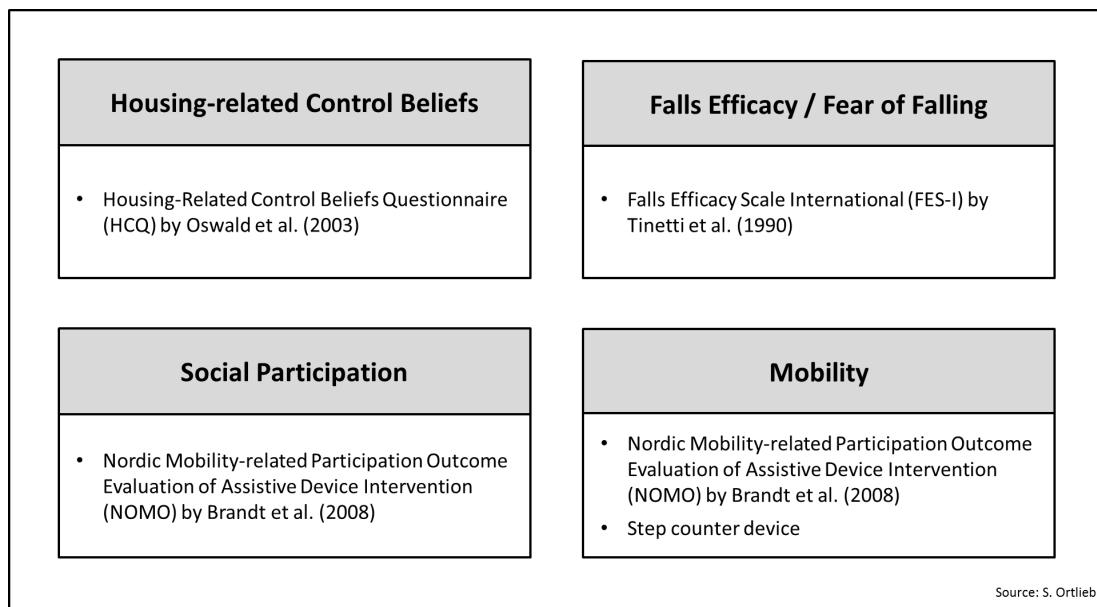 Housing-related Control Beliefs
• Housing-Related Control Beliefs Questionnaire
(HCQ) by Oswald et al. (2003)
Falls Efficacy / Fear of Falling
• Falls Efficacy Scale International (FES-I) by
Tinetti et al. (1990)
Social Participation
• Nordic Mobility-related Participation Outcome
Evaluation of Assistive Device Intervention
(NOMO) by Brandt et al. (2008)
Mobility
• Nordic Mobility-related Participation Outcome
Evaluation of Assistive Device Intervention
(NOMO) by Brandt et al. (2008)
• Step counter device
Source: S. Ortlieb